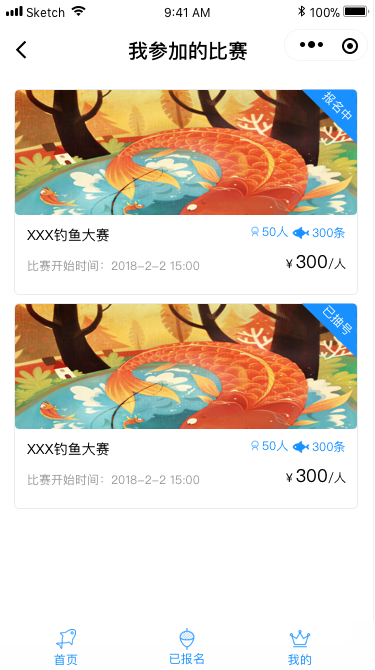 Sketch 9:41 AM 100%
我参加的比赛
报名中
XXX钓鱼大赛 50人 300条
比赛开始时间：2018-2-2 15:00 ¥300/人
已抽号
XXX钓鱼大赛 50人 300条
比赛开始时间：2018-2-2 15:00 ¥300/人
首页 已报名 我的